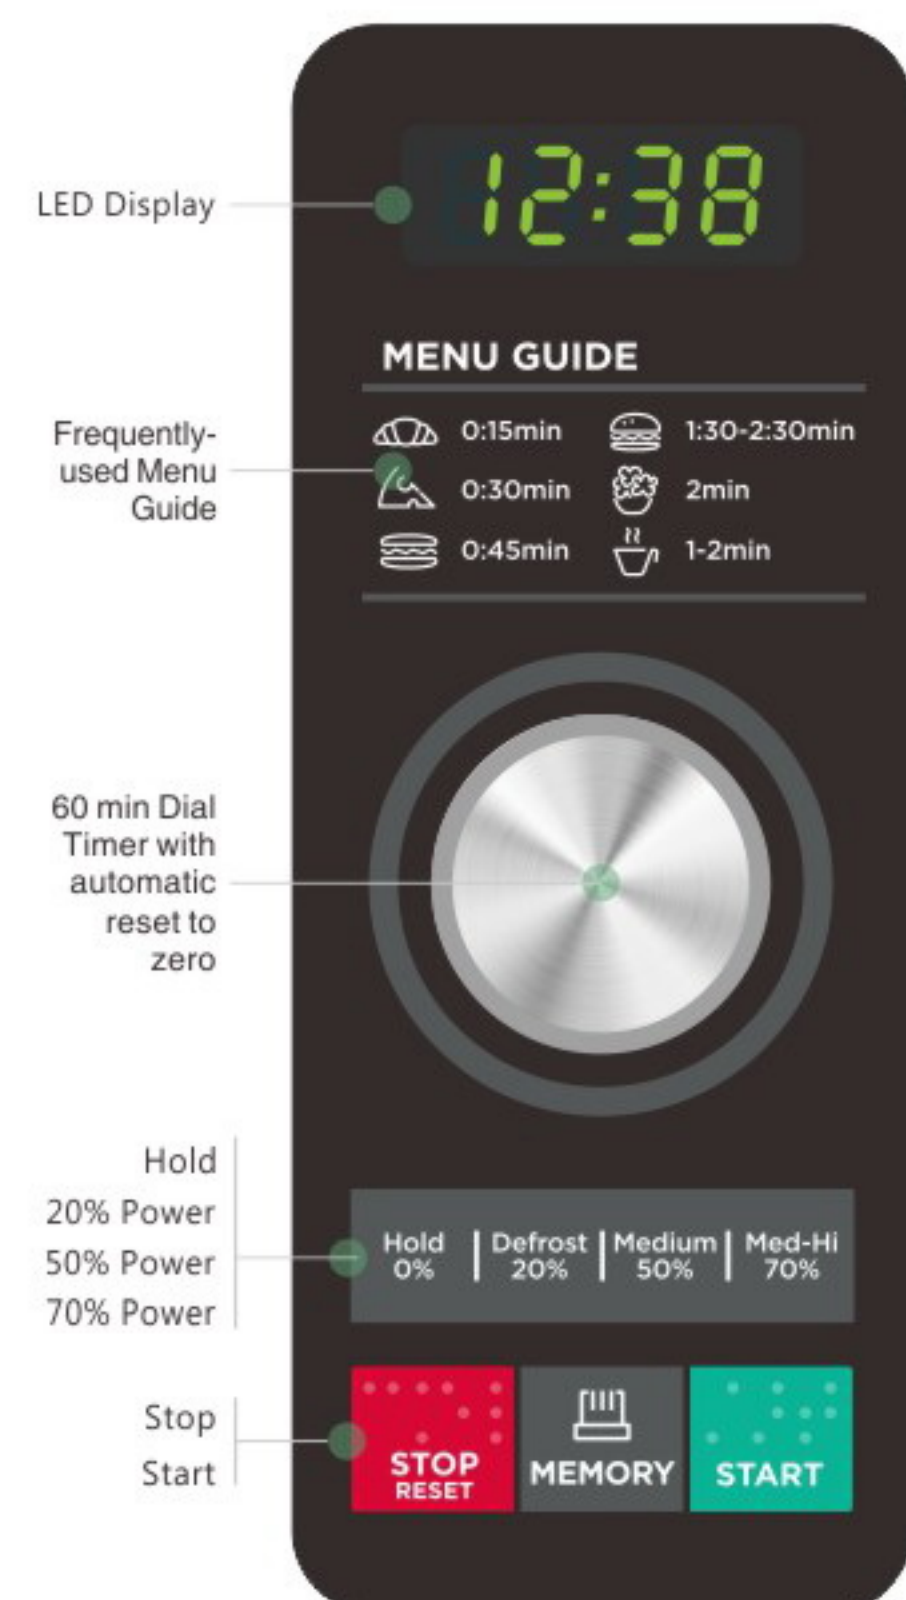 12:38
LED Display
MENU GUIDE
Frequently-
used Menu
Guide
0:15min 1:30-2:30min
0:30min 2min
0:45min 1-2min
60 min Dial
Timer with
automatic
reset to
zero
Hold
20% Power
50% Power
70% Power
Hold | Defrost | Medium | Med-Hi
0% 20% 50% 70%
Stop
Start
STOP
RESET
MEMORY
START